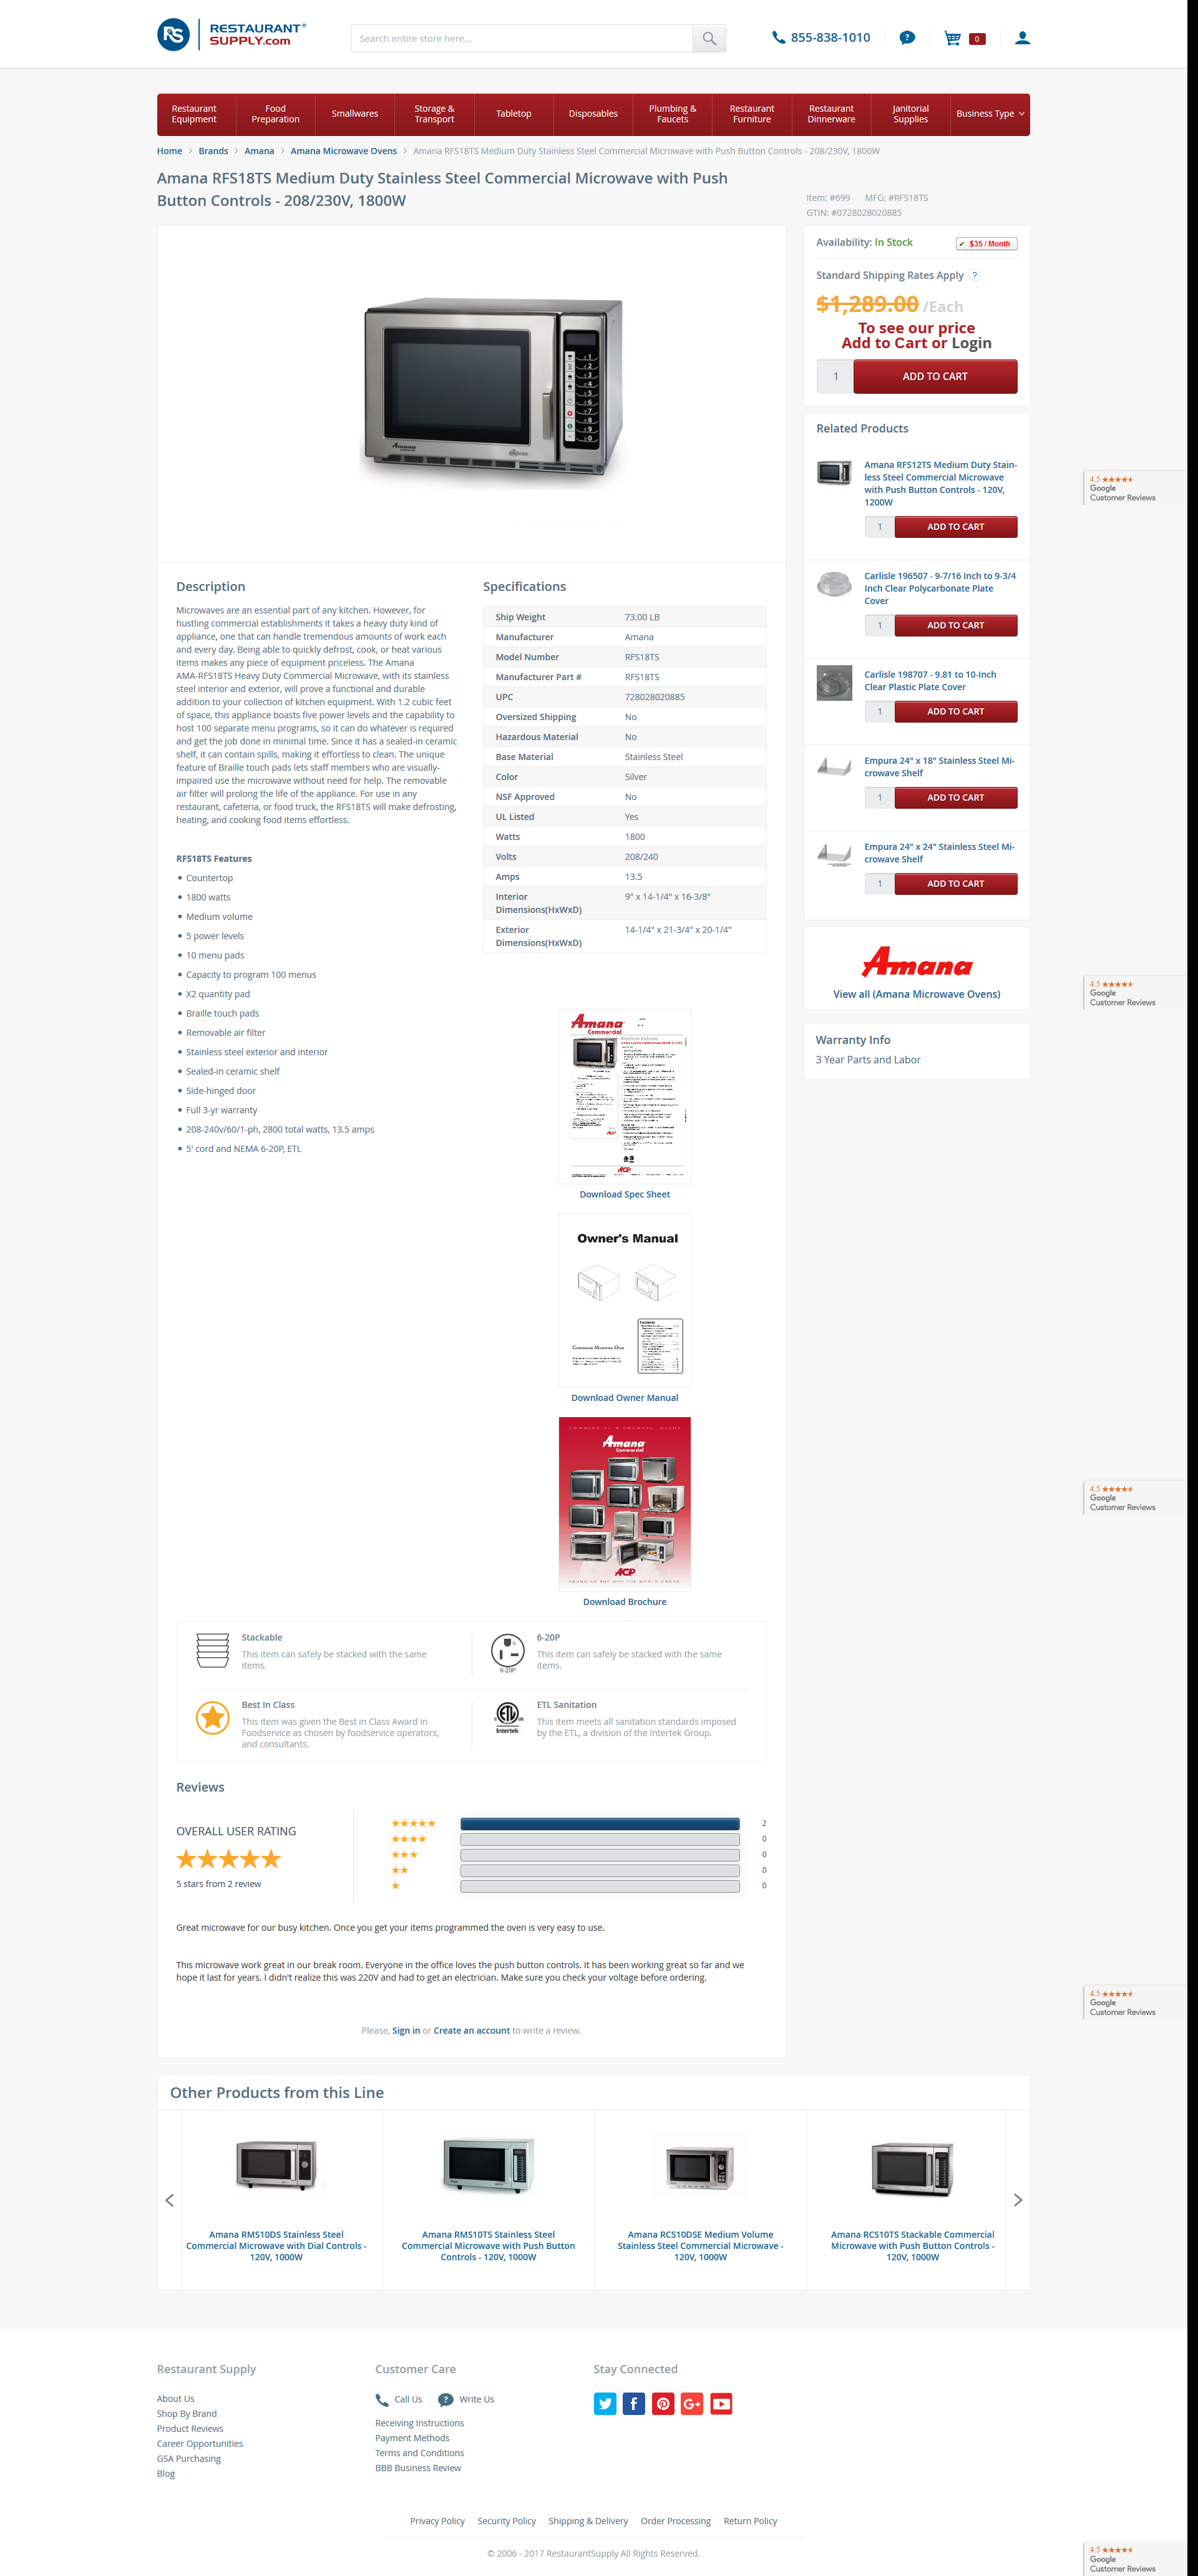 RS RESTAURANT®
SUPPLY.com
Search entire store here...
855-838-1010
?
0
Restaurant Equipment
Food Preparation
Smallwares
Storage & Transport
Tabletop
Disposables
Plumbing & Faucets
Restaurant Furniture
Restaurant Dinnerware
Janitorial Supplies
Business Type
Home > Brands > Amana > Amana Microwave Ovens > Amana RFS18TS Medium Duty Stainless Steel Commercial Microwave with Push Button Controls - 208/230V, 1800W
Amana RFS18TS Medium Duty Stainless Steel Commercial Microwave with Push
Button Controls - 208/230V, 1800W
Item: #699 MFG: #RFS18TS
GTIN: #0728028020885
Availability: In Stock
✔ $35 / Month
Standard Shipping Rates Apply ?
$1,289.00 /Each
To see our price
Add to Cart or Login
1 ADD TO CART
Related Products
Amana RFS12TS Medium Duty Stain-
less Steel Commercial Microwave
with Push Button Controls - 120V,
1200W
1 ADD TO CART
Carlisle 196507 - 9-7/16 Inch to 9-3/4
Inch Clear Polycarbonate Plate
Cover
1 ADD TO CART
Carlisle 198707 - 9.81 to 10-Inch
Clear Plastic Plate Cover
1 ADD TO CART
Empura 24" x 18" Stainless Steel Mi-
crowave Shelf
1 ADD TO CART
Empura 24" x 24" Stainless Steel Mi-
crowave Shelf
1 ADD TO CART
Amana
View all (Amana Microwave Ovens)
Warranty Info
3 Year Parts and Labor
Description
Microwaves are an essential part of any kitchen. However, for
hustling commercial establishments it takes a heavy duty kind of
appliance, one that can handle tremendous amounts of work each
and every day. Being able to quickly defrost, cook, or heat various
items makes any piece of equipment priceless. The Amana
AMA-RFS18TS Heavy Duty Commercial Microwave, with its stainless
steel interior and exterior, will prove a functional and durable
addition to your collection of kitchen equipment. With 1.2 cubic feet
of space, this appliance boasts five power levels and the capability to
host 100 separate menu programs, so it can do whatever is required
and get the job done in minimal time. Since it has a sealed-in ceramic
shelf, it can contain spills, making it effortless to clean. The unique
feature of Braille touch pads lets staff members who are visually-
impaired use the microwave without need for help. The removable
air filter will prolong the life of the appliance. For use in any
restaurant, cafeteria, or food truck, the RFS18TS will make defrosting,
heating, and cooking food items effortless.
RFS18TS Features
• Countertop
• 1800 watts
• Medium volume
• 5 power levels
• 10 menu pads
• Capacity to program 100 menus
• X2 quantity pad
• Braille touch pads
• Removable air filter
• Stainless steel exterior and interior
• Sealed-in ceramic shelf
• Side-hinged door
• Full 3-yr warranty
• 208-240v/60/1-ph, 2800 total watts, 13.5 amps
• 5' cord and NEMA 6-20P, ETL
Specifications
Ship Weight 73.00 LB
Manufacturer Amana
Model Number RFS18TS
Manufacturer Part # RFS18TS
UPC 728028020885
Oversized Shipping No
Hazardous Material No
Base Material Stainless Steel
Color Silver
NSF Approved No
UL Listed Yes
Watts 1800
Volts 208/240
Amps 13.5
Interior Dimensions(HxWxD) 9" x 14-1/4" x 16-3/8"
Exterior Dimensions(HxWxD) 14-1/4" x 21-3/4" x 20-1/4"
Amana
Commercial
ACP
Download Spec Sheet
Owner's Manual
Download Owner Manual
Amana
Commercial
ACP
Download Brochure
Stackable
This item can safely be stacked with the same
items.
6-20P
6-20P
This item can safely be stacked with the same
items.
Best In Class
This item was given the Best in Class Award in
Foodservice as chosen by foodservice operators,
and consultants.
ETL
Intertek
ETL Sanitation
This item meets all sanitation standards imposed
by the ETL, a division of the Intertek Group.
Reviews
OVERALL USER RATING
5 stars from 2 review
2
0
0
0
0
Great microwave for our busy kitchen. Once you get your items programmed the oven is very easy to use.
This microwave work great in our break room. Everyone in the office loves the push button controls. It has been working great so far and we
hope it last for years. I didn't realize this was 220V and had to get an electrician. Make sure you check your voltage before ordering.
Please, Sign in or Create an account to write a review.
Other Products from this Line
Amana RMS10DS Stainless Steel
Commercial Microwave with Dial Controls -
120V, 1000W
Amana RMS10TS Stainless Steel
Commercial Microwave with Push Button
Controls - 120V, 1000W
Amana RCS10DSE Medium Volume
Stainless Steel Commercial Microwave -
120V, 1000W
Amana RCS10TS Stackable Commercial
Microwave with Push Button Controls -
120V, 1000W
Restaurant Supply
About Us
Shop By Brand
Product Reviews
Career Opportunities
GSA Purchasing
Blog
Customer Care
Call Us
? Write Us
Receiving Instructions
Payment Methods
Terms and Conditions
BBB Business Review
Stay Connected
Privacy Policy Security Policy Shipping & Delivery Order Processing Return Policy
© 2006 - 2017 RestaurantSupply All Rights Reserved.
4.5 ★★★★★
Google
Customer Reviews
4.5 ★★★★★
Google
Customer Reviews
4.5 ★★★★★
Google
Customer Reviews
4.5 ★★★★★
Google
Customer Reviews
4.5 ★★★★★
Google
Customer Reviews